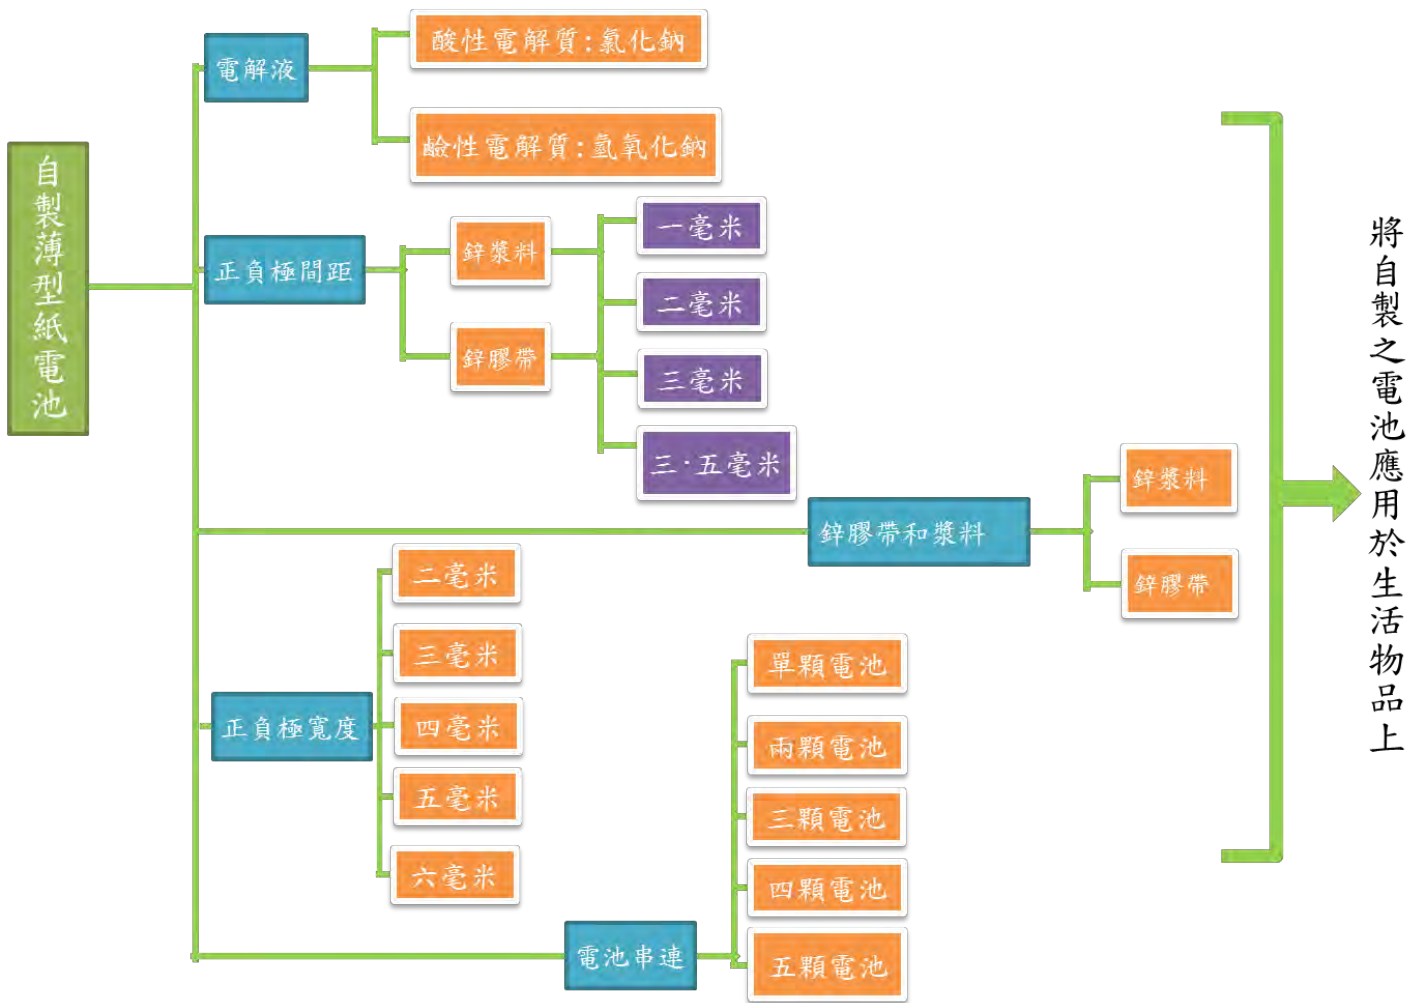 自製薄型紙電池
電解液
酸性電解質:氯化鈉
鹼性電解質:氫氧化鈉
正負極間距
鋅漿料
鋅膠帶
一毫米
二毫米
三毫米
三·五毫米
鋅膠帶和漿料
鋅漿料
鋅膠帶
正負極寬度
二毫米
三毫米
四毫米
五毫米
六毫米
電池串連
單顆電池
兩顆電池
三顆電池
四顆電池
五顆電池
將自製之電池應用於生活物品上